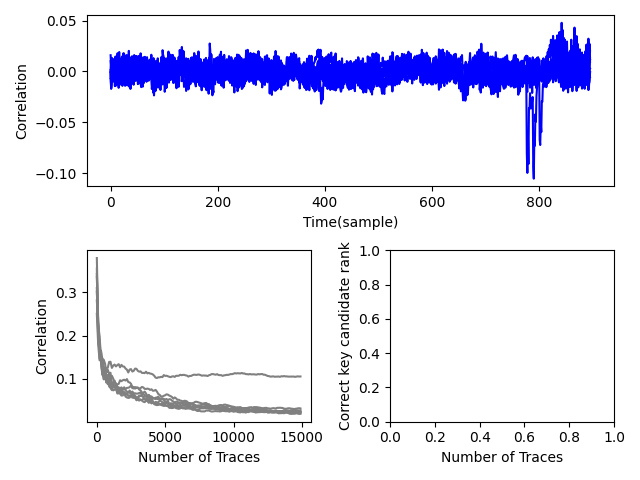 0.05
0.00
−0.05
−0.10
Correlation
0 200 400 600 800
Time(sample)
0.3
0.2
0.1
Correlation
0 5000 10000 15000
Number of Traces
1.0
0.8
0.6
0.4
0.2
0.0
Correct key candidate rank
0.0 0.2 0.4 0.6 0.8 1.0
Number of Traces